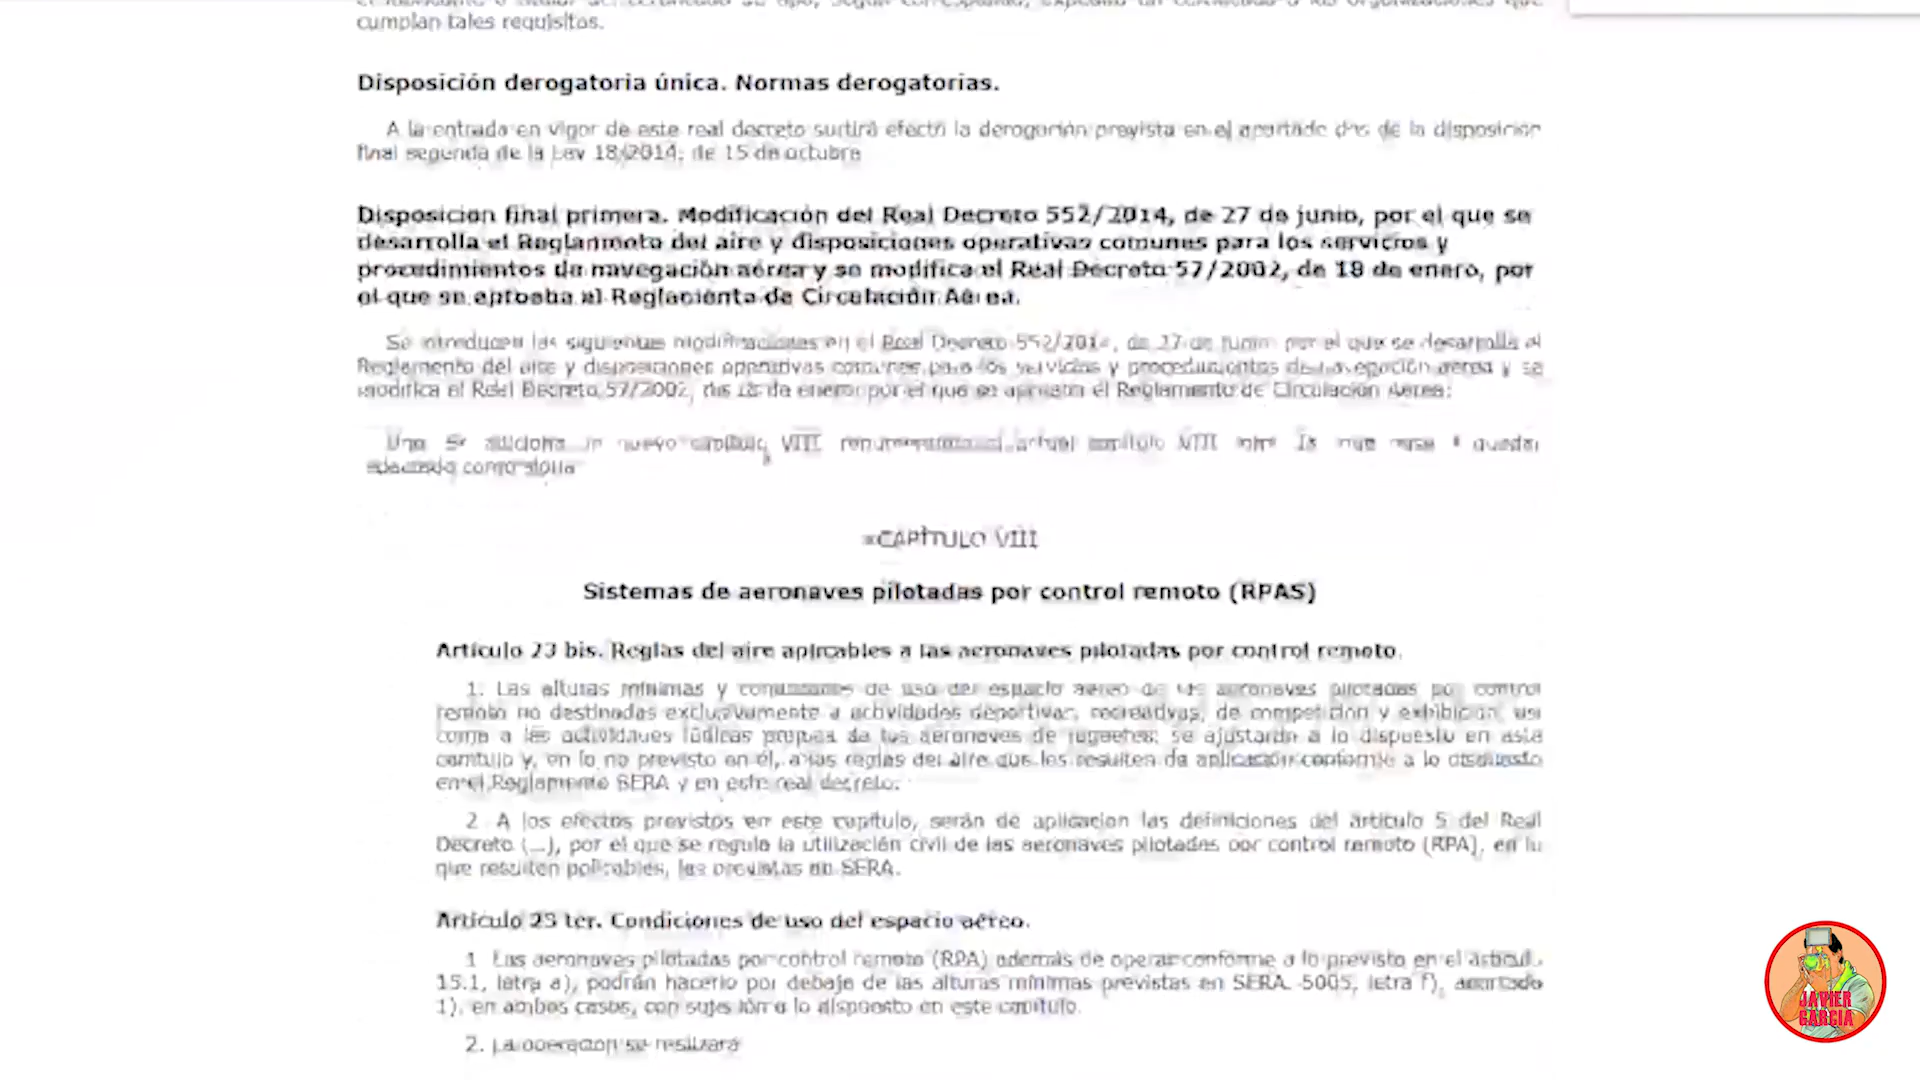 cumplan tales requisitos.
Disposición derogatoria única. Normas derogatorias.
A la entrada en vigor de este real decreto surtirá efecto la derogación prevista en el apartado dos de la disposición
final segunda de la Ley 18/2014, de 15 de octubre
Disposición final primera. Modificación del Real Decreto 552/2014, de 27 de junio, por el que se
desarrolla el Reglamento del aire y disposiciones operativas comunes para los servicios y
procedimientos de navegación aérea y se modifica el Real Decreto 57/2002, de 18 de enero, por
el que se aprueba el Reglamento de Circulación Aérea.
Se introducen las siguientes modificaciones en el Real Decreto 552/2014, de 27 de junio por el que se desarrolla el
Reglamento del aire y disposiciones operativas comunes para los servicios y procedimientos de navegación aérea y se
modifica el Real Decreto 57/2002, de 18 de enero, por el que se aprueba el Reglamento de Circulación Aérea:
Uno Se adiciona un nuevo capítulo VIII actual capítulo VIII
«CAPÍTULO VIII
Sistemas de aeronaves pilotadas por control remoto (RPAS)
Artículo 23 bis. Reglas del aire aplicables a las aeronaves pilotadas por control remoto.
1. Las alturas mínimas y condiciones de uso del espacio aéreo de las aeronaves pilotadas por control
remoto no destinadas exclusivamente a actividades deportivas, recreativas, de competición y exhibición, así
como a las actividades lúdicas propias de las aeronaves de juguetes, se ajustarán a lo dispuesto en este
capítulo y, en lo no previsto en él, a las reglas del aire que les resulten de aplicación conforme a lo dispuesto
en el Reglamento SERA y en este real decreto.
2 A los efectos previstos en este capítulo, serán de aplicación las definiciones del artículo 5 del Real
Decreto (...), por el que se regula la utilización civil de las aeronaves pilotadas por control remoto (RPA), en lo
que resulten las previstas en SERA.
Artículo 23 ter. Condiciones de uso del espacio aéreo.
1 Las aeronaves pilotadas por control remoto (RPA) además de operar conforme a lo previsto en el artículo
15.1, letra a), podrán hacerlo por debajo de las alturas mínimas previstas en SERA. 5005, letra f), apartado
1), en ambos casos, con sujeción a lo dispuesto en este capítulo.
2. La operación se realizará
JAVIER
GARCIA